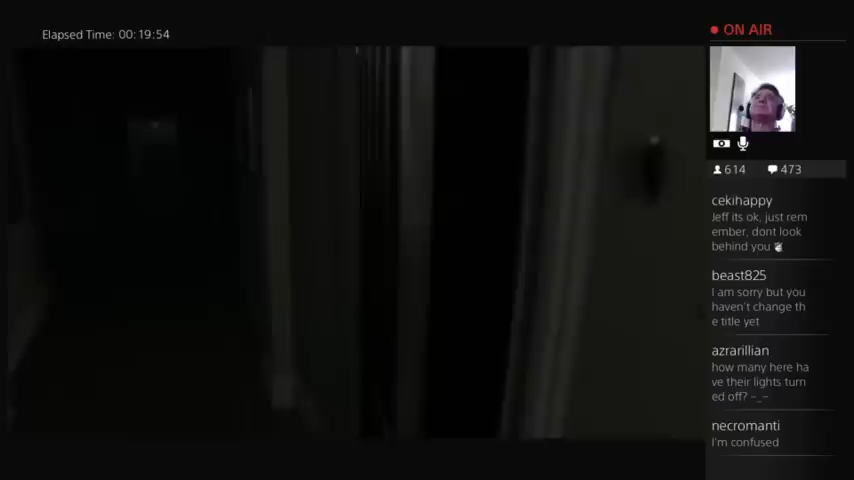 Elapsed Time: 00:19:54
ON AIR
614 473
cekihappy
Jeff its ok, just rem
ember, dont look
behind you
beast825
I am sorry but you
haven't change th
e title yet
azrarillian
how many here ha
ve their lights turn
ed off? -_-
necromanti
I'm confused